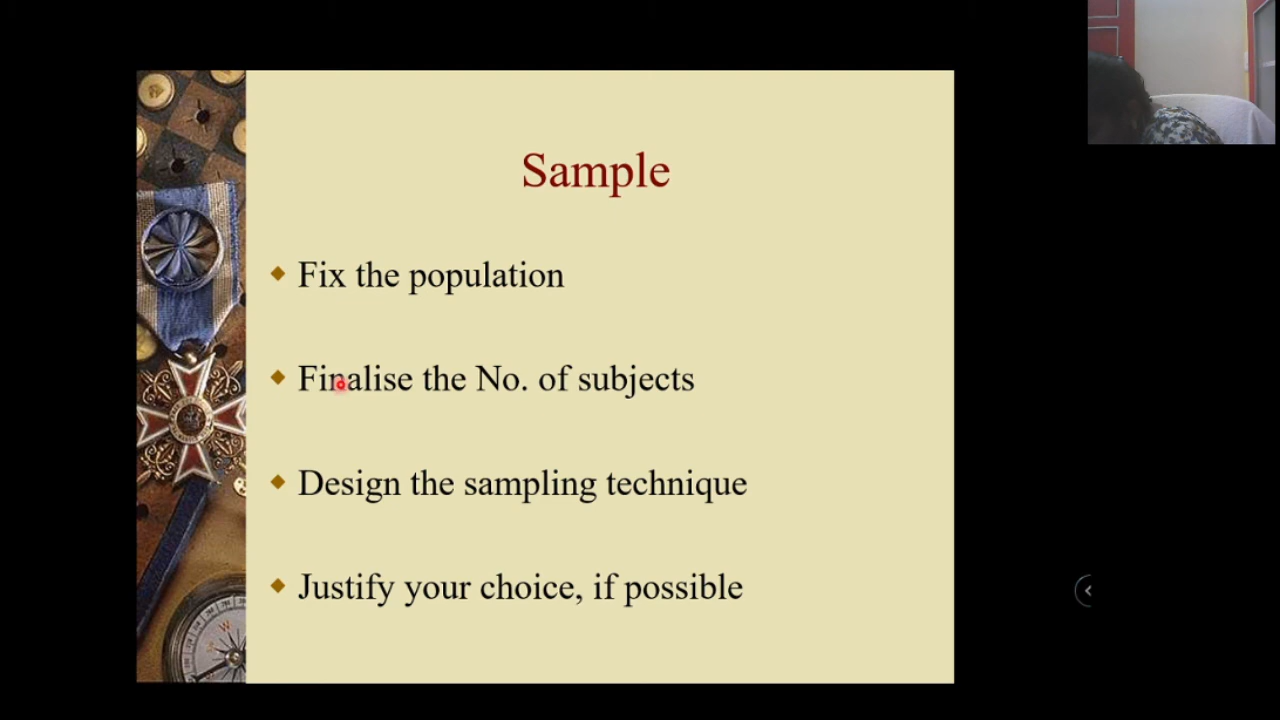 Sample
Fix the population
Finalise the No. of subjects
Design the sampling technique
Justify your choice, if possible